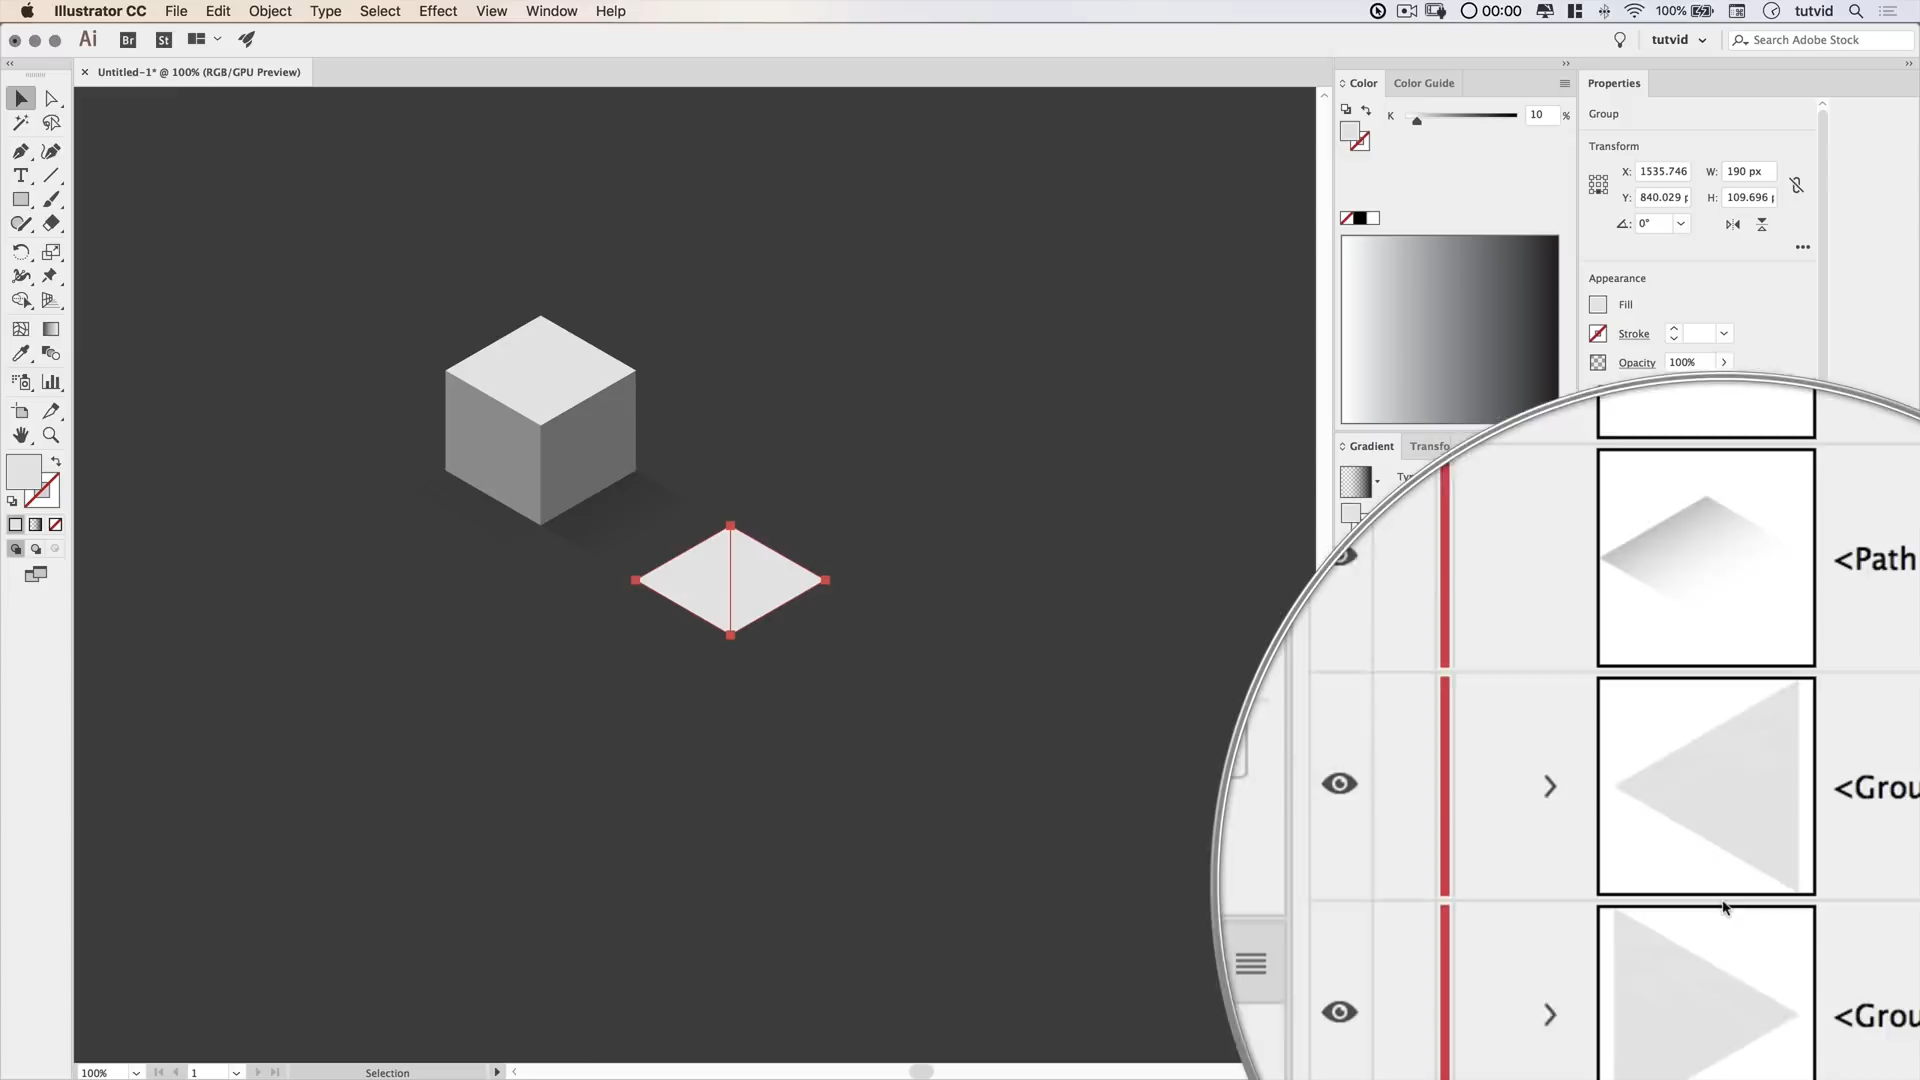 Illustrator CC File Edit Object Type Select Effect View Window Help 00:00 100% tutvid
Ai Br St tutvid Search Adobe Stock
Untitled-1* @ 100% (RGB/GPU Preview)
Color Color Guide Properties
K 10 % Group
Transform
X: 1535.746 W: 190 px
Y: 840.029 p H: 109.696 p
0°
Appearance
Fill
Stroke
Opacity 100%
Gradient Transfo
Typ
<Path
<Grou
<Grou
100% 1 Selection